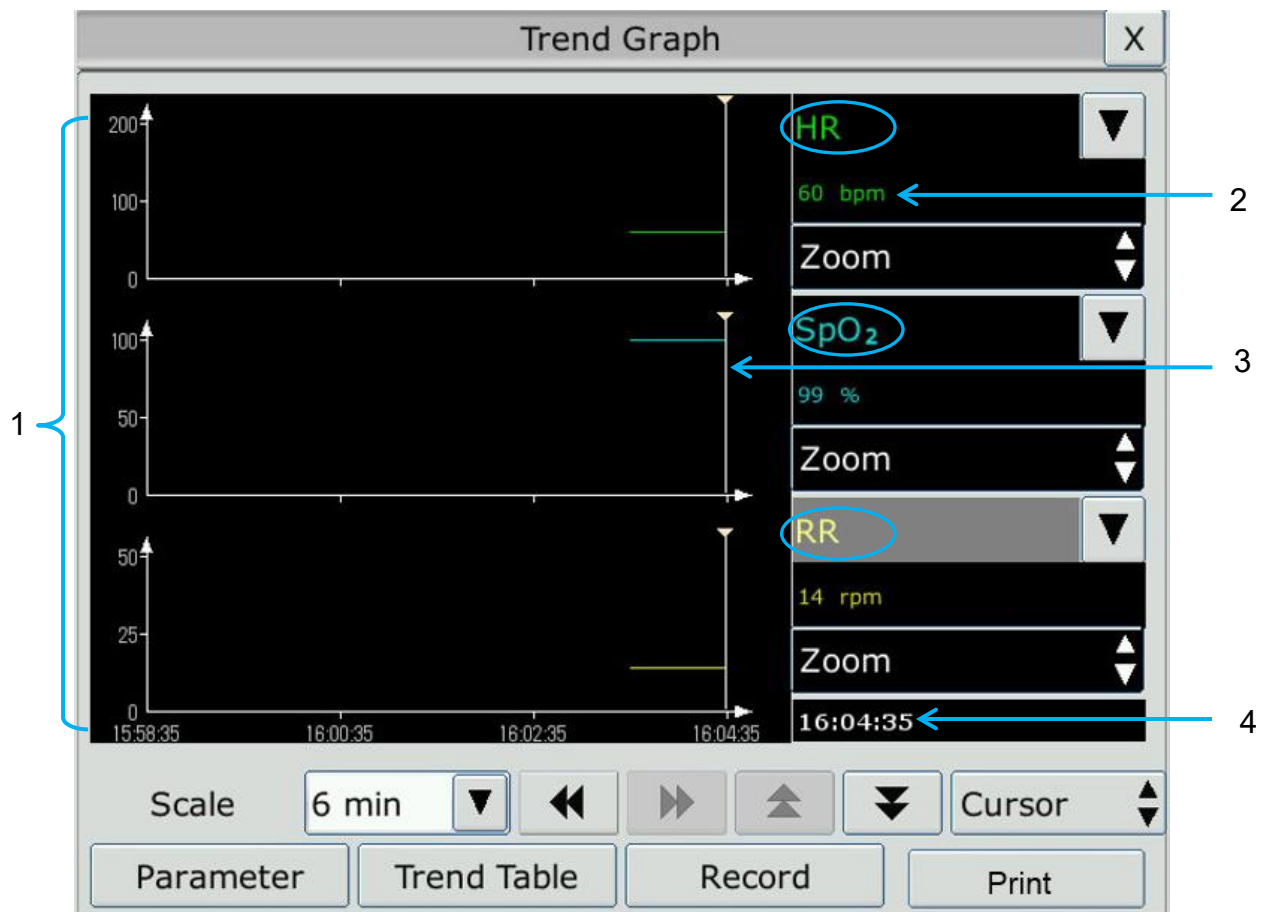 Trend Graph X
200
100
0
HR
60 bpm
Zoom
2
100
50
0
SpO₂
99 %
Zoom
3
1
50
25
0
RR
14 rpm
Zoom
15:58:35 16:00:35 16:02:35 16:04:35
16:04:35
4
Scale 6 min Cursor
Parameter Trend Table Record Print